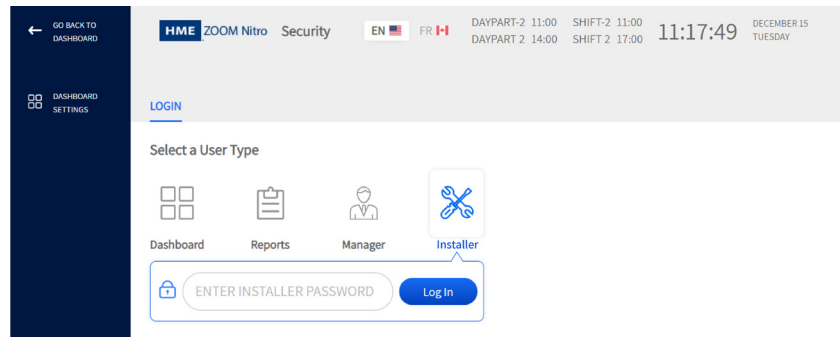 GO BACK TO
DASHBOARD
DASHBOARD
SETTINGS
HME ZOOM Nitro Security
EN
FR
DAYPART-2 11:00 SHIFT-2 11:00
DAYPART 2 14:00 SHIFT 2 17:00
11:17:49
DECEMBER 15
TUESDAY
LOGIN
Select a User Type
Dashboard Reports Manager Installer
ENTER INSTALLER PASSWORD Log In